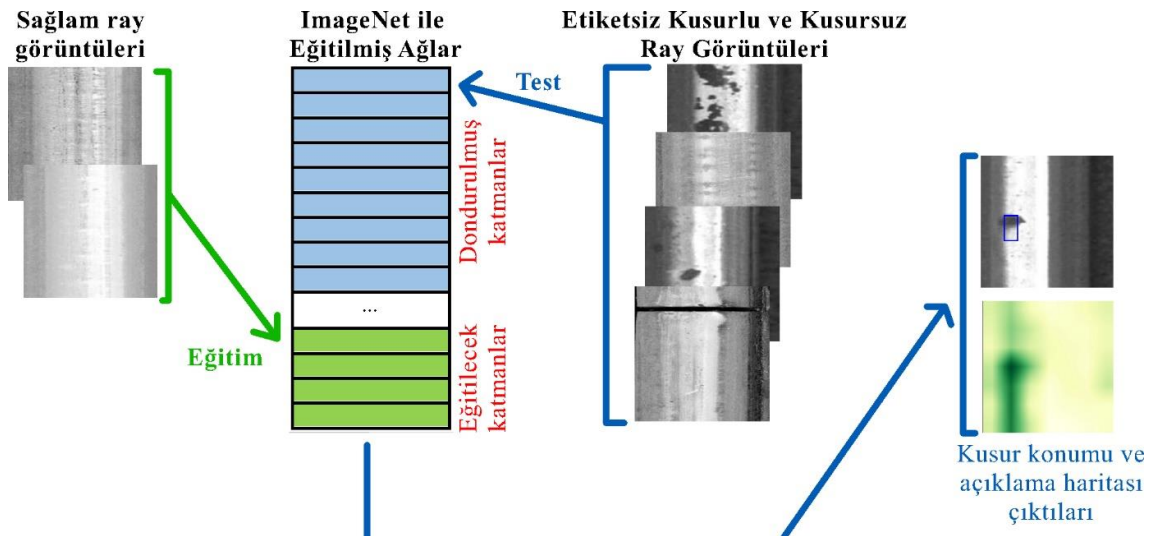 Sağlam ray
görüntüleri
ImageNet ile
Eğitilmiş Ağlar
Etiketsiz Kusurlu ve Kusursuz
Ray Görüntüleri
Test
Dondurulmuş
katmanlar
...
Eğitim
Eğitilecek
katmanlar
Kusur konumu ve
açıklama haritası
çıktıları